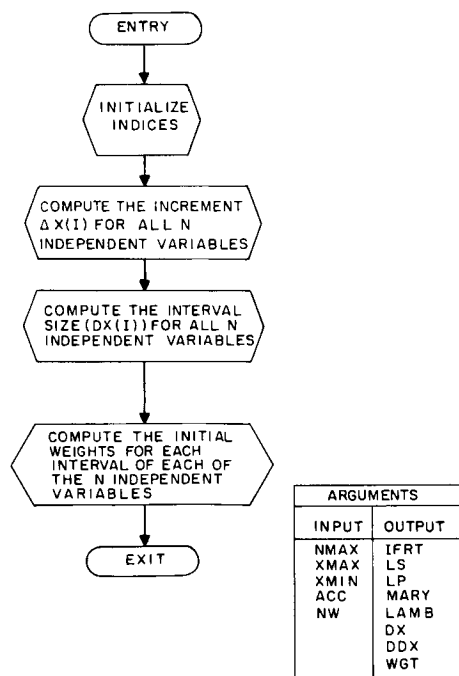 ENTRY
INITIALIZE
INDICES
COMPUTE THE INCREMENT
Δ X(I) FOR ALL N
INDEPENDENT VARIABLES
COMPUTE THE INTERVAL
SIZE (DX(I)) FOR ALL N
INDEPENDENT VARIABLES
COMPUTE THE INITIAL
WEIGHTS FOR EACH
INTERVAL OF EACH OF
THE N INDEPENDENT
VARIABLES
EXIT
ARGUMENTS
INPUT OUTPUT
NMAX IFRT
XMAX LS
XMIN LP
ACC MARY
NW LAMB
DX
DDX
WGT